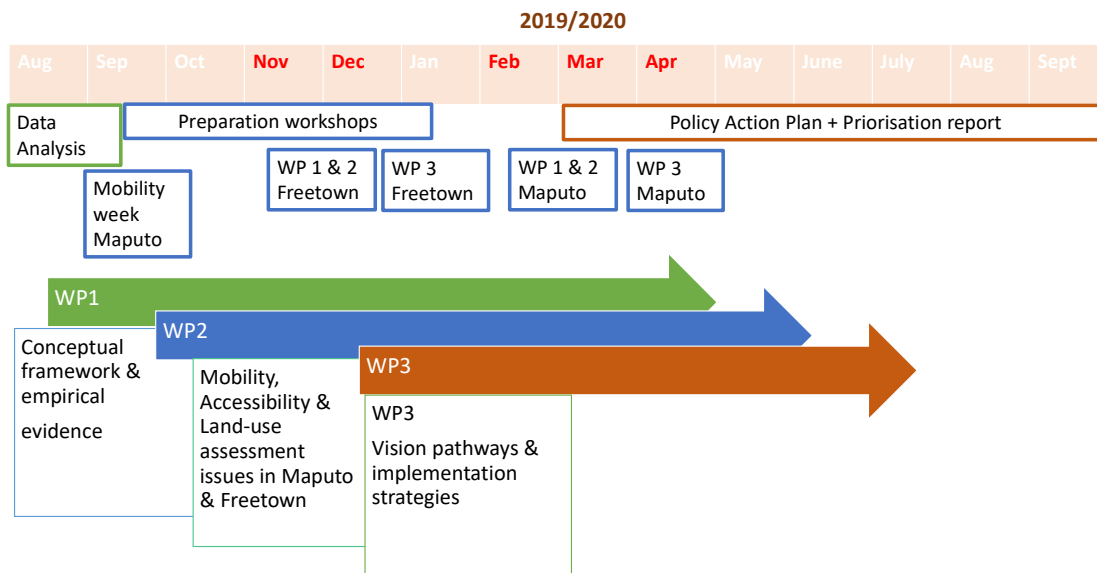 2019/2020
Aug Sep Oct Nov Dec Jan Feb Mar Apr May June July Aug Sept
Data
Analysis
Preparation workshops
Policy Action Plan + Priorisation report
Mobility
week
Maputo
WP 1 & 2
Freetown
WP 3
Freetown
WP 1 & 2
Maputo
WP 3
Maputo
WP1
WP2
WP3
Conceptual
framework &
empirical
evidence
Mobility,
Accessibility &
Land-use
assessment
issues in Maputo
& Freetown
WP3
Vision pathways &
implementation
strategies